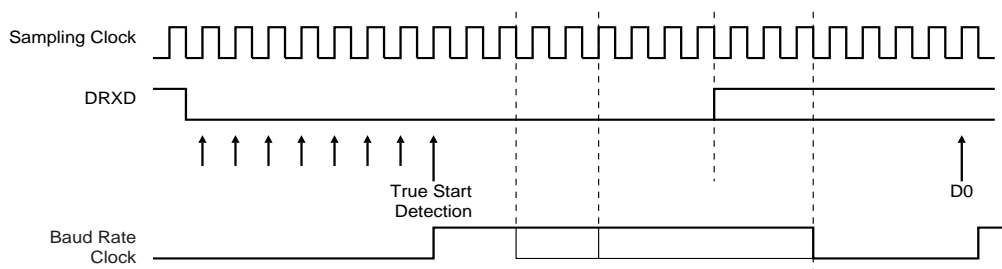 Sampling Clock
DRXD
True Start
Detection
D0
Baud Rate
Clock